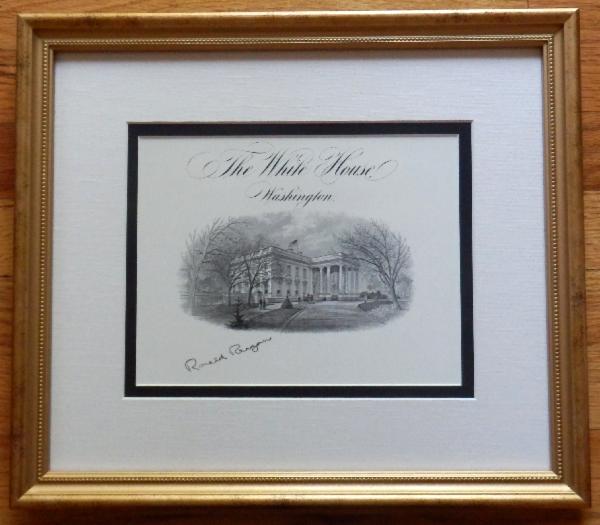 The White House
Washington.
Ronald Reagan